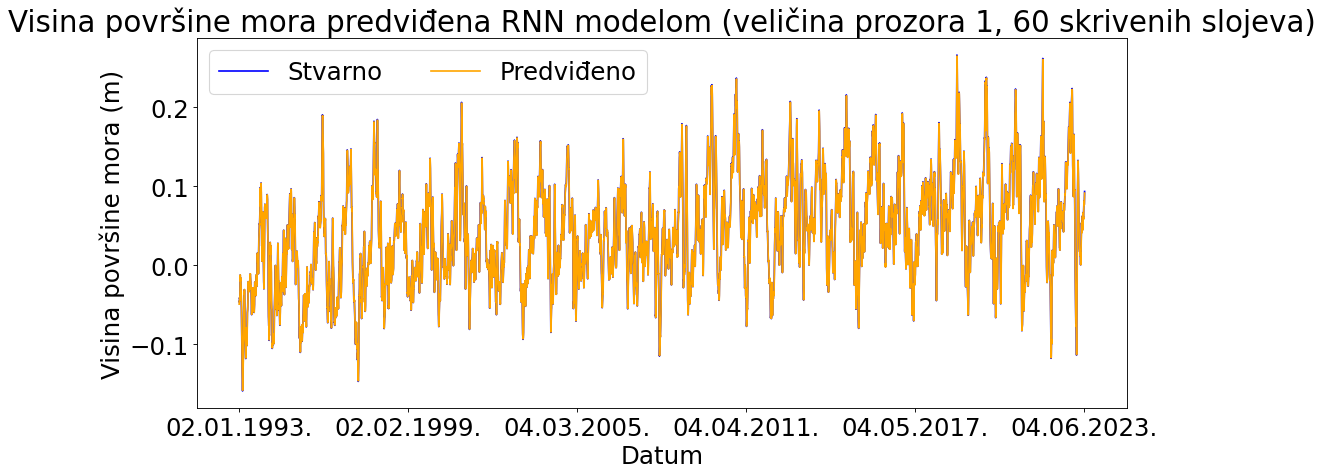 Visina površine mora predviđena RNN modelom (veličina prozora 1, 60 skrivenih slojeva)
Stvarno
Predviđeno
Visina površine mora (m)
0.2
0.1
0.0
−0.1
02.01.1993.
02.02.1999.
04.03.2005.
04.04.2011.
04.05.2017.
04.06.2023.
Datum